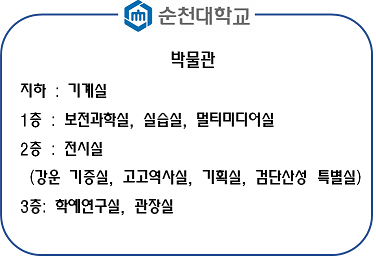 순천대학교
박물관
지하 : 기계실
1층 : 보전과학실, 실습실, 멀티미디어실
2층 : 전시실
(강운 기증실, 고고역사실, 기획실, 검단산성 특별실)
3층: 학예연구실, 관장실